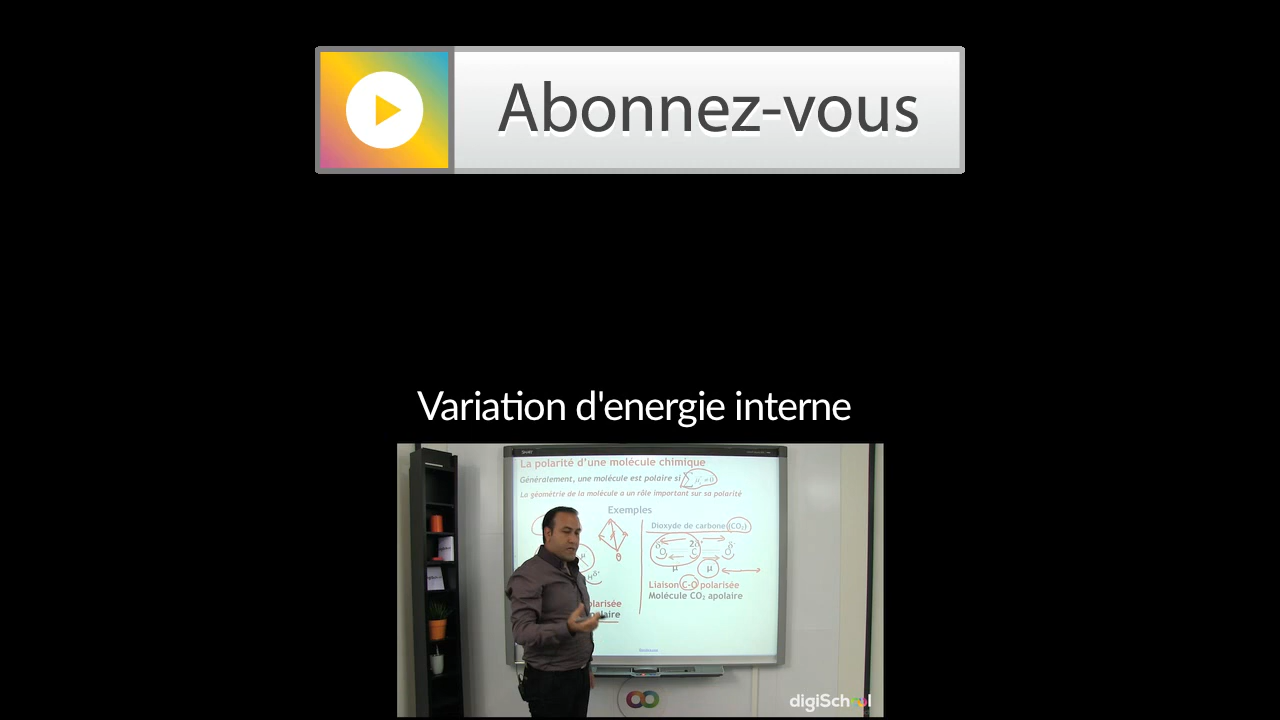 Abonnez-vous
Variation d'energie interne
La polarité d'une molécule chimique
Généralement, une molécule est polaire si
La géométrie de la molécule a un rôle important sur sa polarité
Exemples
Dioxyde de carbone (CO₂)
2δ⁺
μ
μ
Liaison C-O polarisée
Molécule CO₂ apolaire
digiSchool